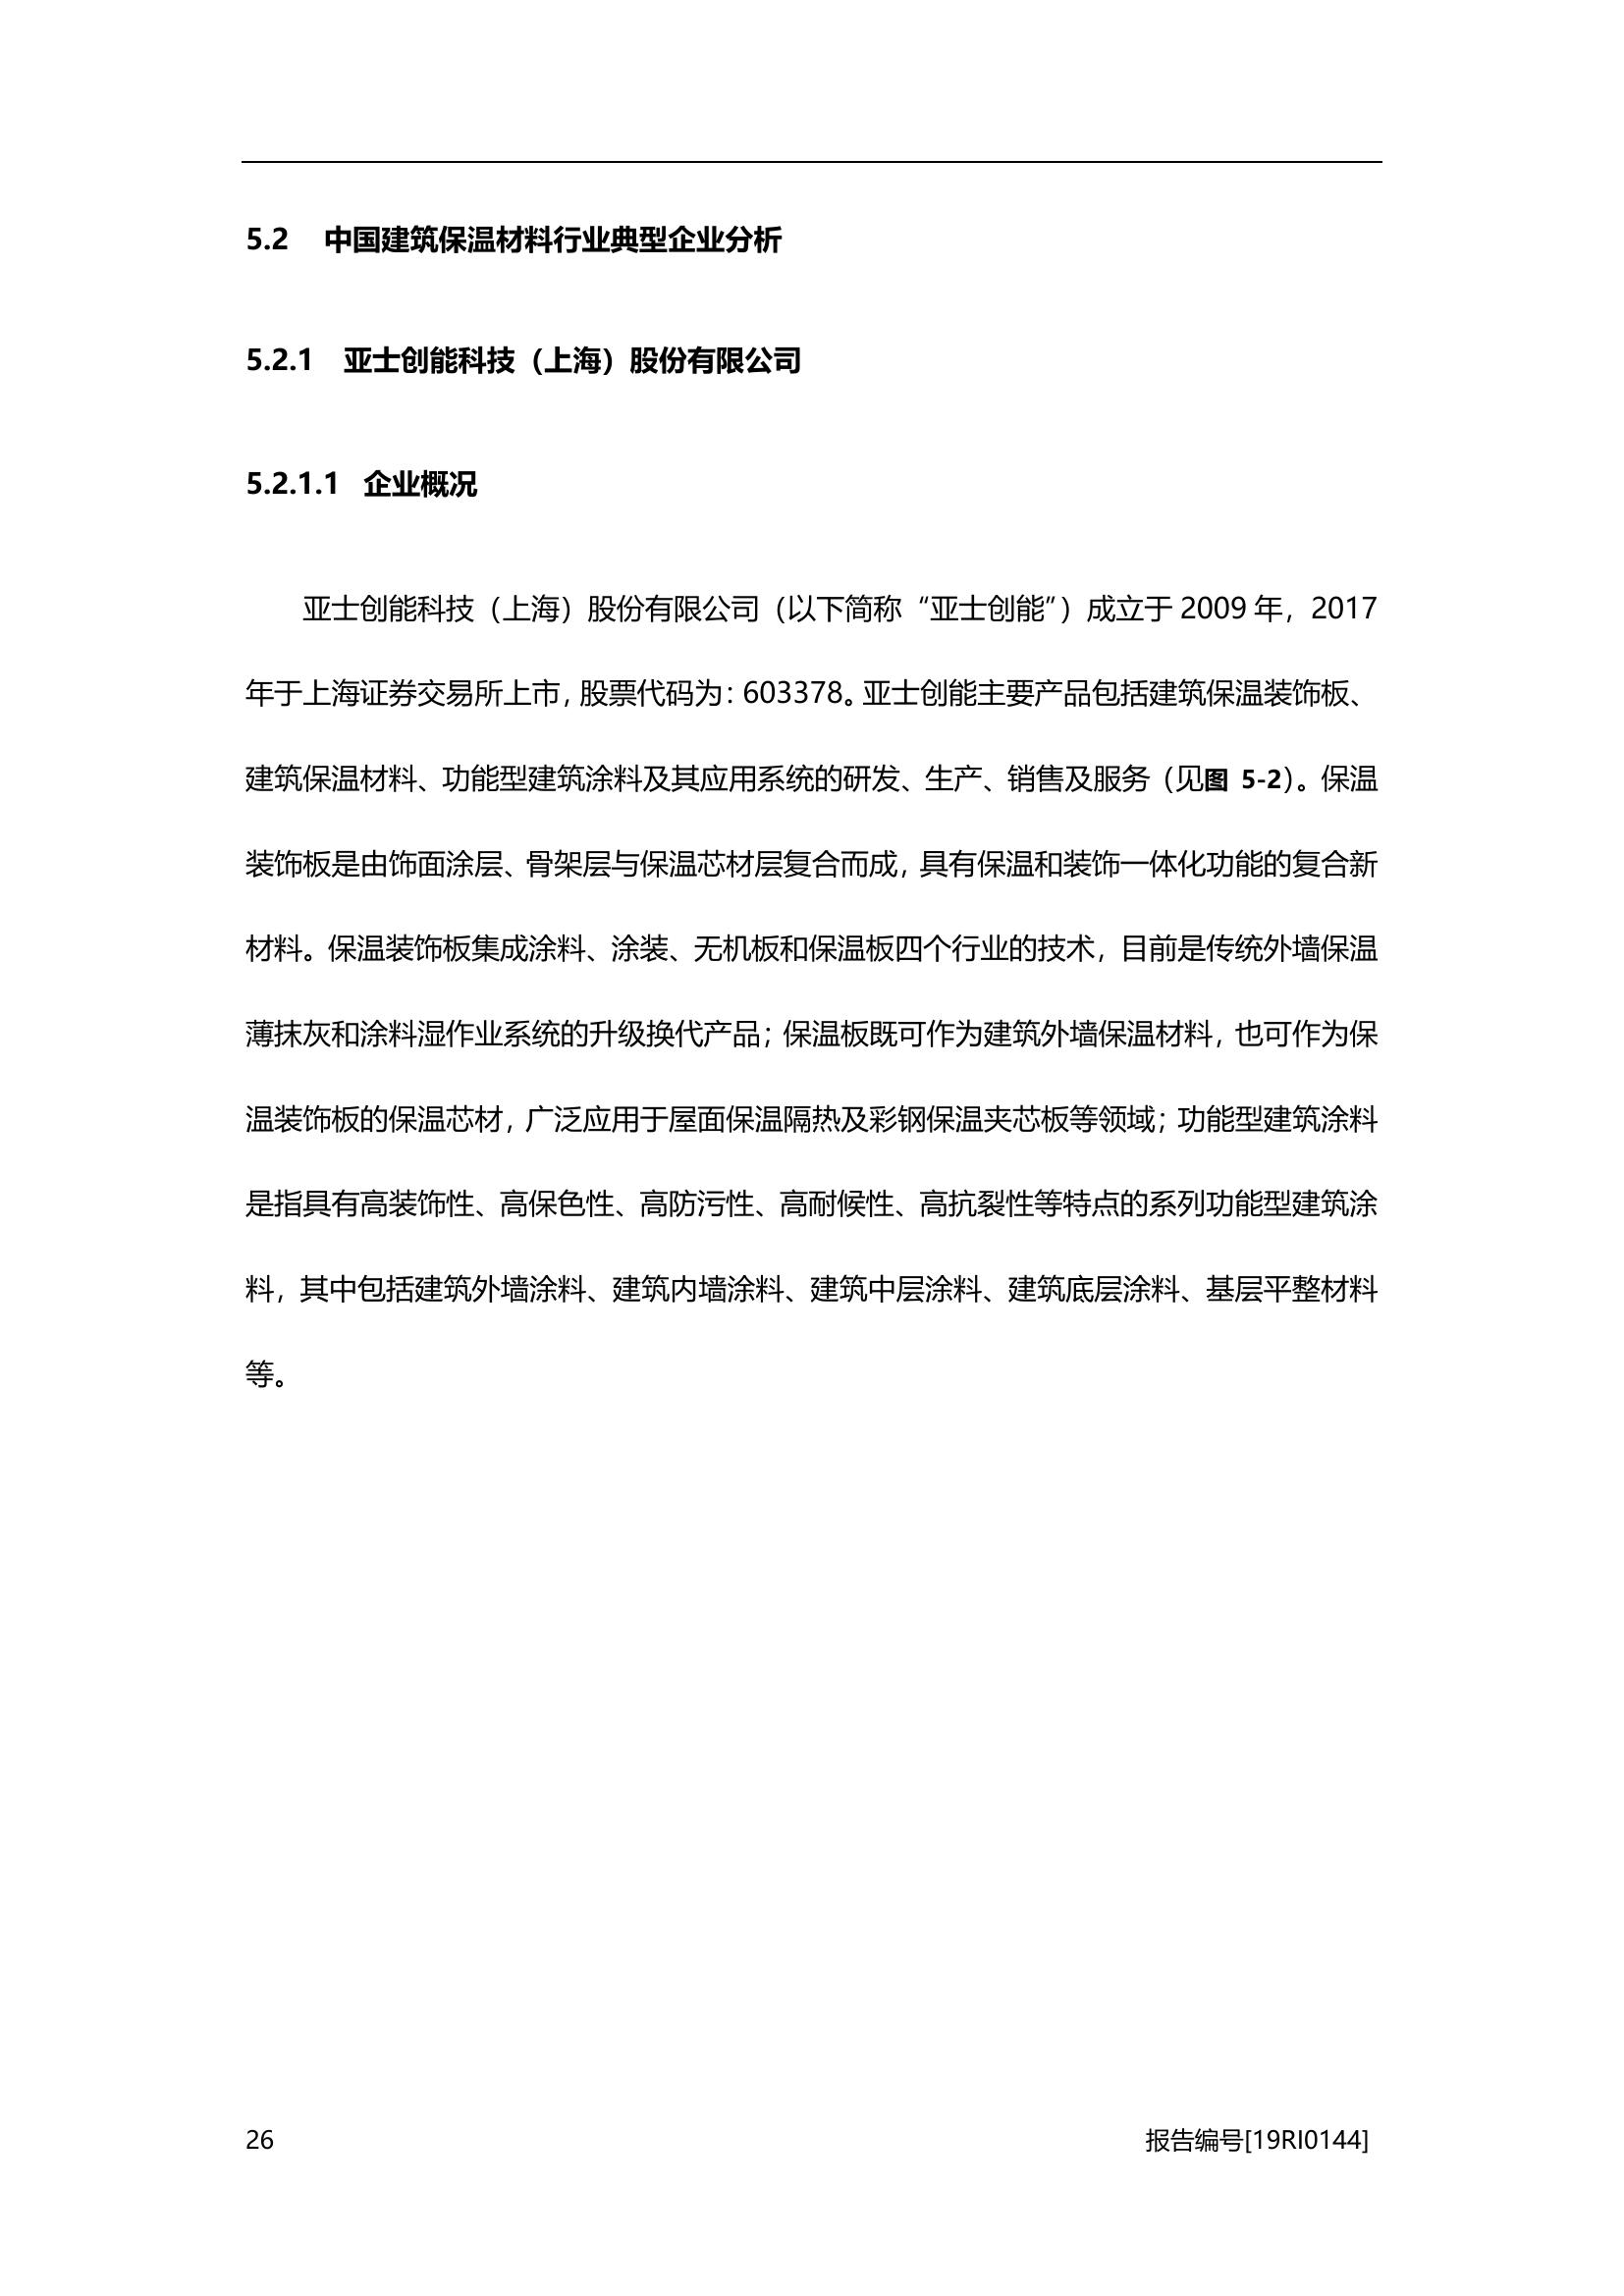 5.2 中国建筑保温材料行业典型企业分析
5.2.1 亚士创能科技（上海）股份有限公司
5.2.1.1 企业概况
亚士创能科技（上海）股份有限公司（以下简称“亚士创能”）成立于 2009 年，2017
年于上海证券交易所上市，股票代码为：603378。亚士创能主要产品包括建筑保温装饰板、
建筑保温材料、功能型建筑涂料及其应用系统的研发、生产、销售及服务（见图 5-2）。保温
装饰板是由饰面涂层、骨架层与保温芯材层复合而成，具有保温和装饰一体化功能的复合新
材料。保温装饰板集成涂料、涂装、无机板和保温板四个行业的技术，目前是传统外墙保温
薄抹灰和涂料湿作业系统的升级换代产品；保温板既可作为建筑外墙保温材料，也可作为保
温装饰板的保温芯材，广泛应用于屋面保温隔热及彩钢保温夹芯板等领域；功能型建筑涂料
是指具有高装饰性、高保色性、高防污性、高耐候性、高抗裂性等特点的系列功能型建筑涂
料，其中包括建筑外墙涂料、建筑内墙涂料、建筑中层涂料、建筑底层涂料、基层平整材料
等。
26 报告编号[19RI0144]